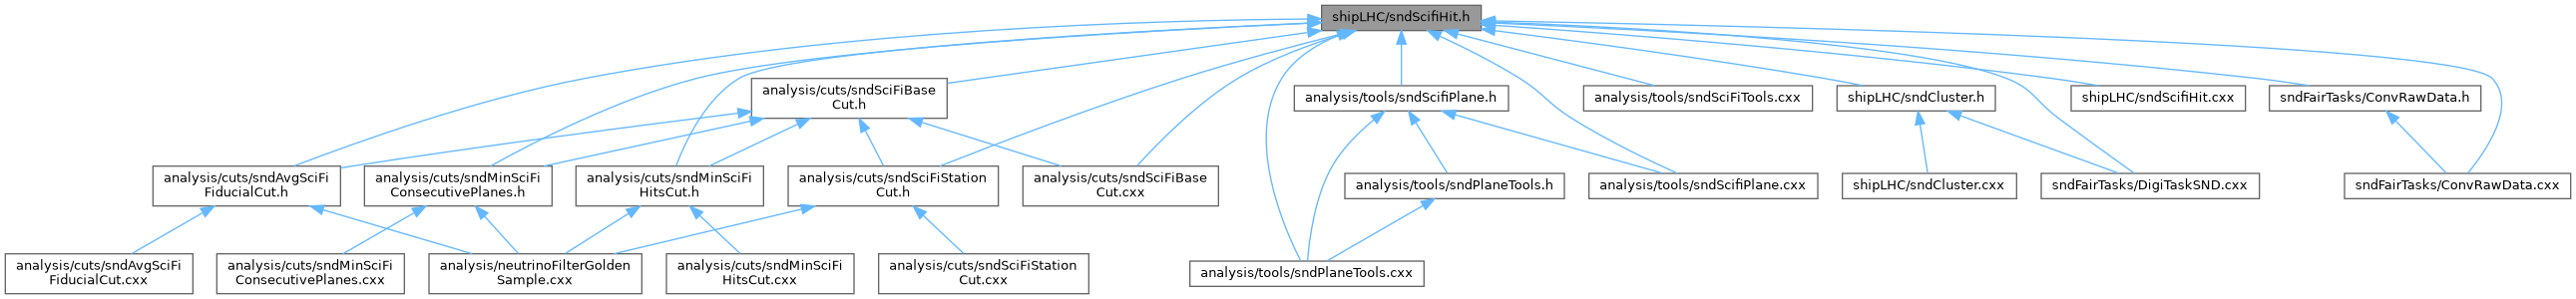 shipLHC/sndScifiHit.h
analysis/cuts/sndSciFiBase
Cut.h
analysis/tools/sndScifiPlane.h
analysis/tools/sndSciFiTools.cxx
shipLHC/sndCluster.h
shipLHC/sndScifiHit.cxx
sndFairTasks/ConvRawData.h
analysis/cuts/sndAvgSciFi
FiducialCut.h
analysis/cuts/sndMinSciFi
ConsecutivePlanes.h
analysis/cuts/sndMinSciFi
HitsCut.h
analysis/cuts/sndSciFiStation
Cut.h
analysis/cuts/sndSciFiBase
Cut.cxx
analysis/tools/sndPlaneTools.h
analysis/tools/sndScifiPlane.cxx
shipLHC/sndCluster.cxx
sndFairTasks/DigiTaskSND.cxx
sndFairTasks/ConvRawData.cxx
analysis/cuts/sndAvgSciFi
FiducialCut.cxx
analysis/cuts/sndMinSciFi
ConsecutivePlanes.cxx
analysis/neutrinoFilterGolden
Sample.cxx
analysis/cuts/sndMinSciFi
HitsCut.cxx
analysis/cuts/sndSciFiStation
Cut.cxx
analysis/tools/sndPlaneTools.cxx